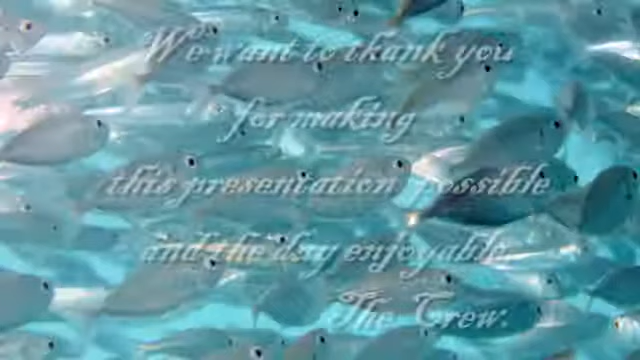 We want to thank you
for making
this presentation possible
and the day enjoyable
The Crew.